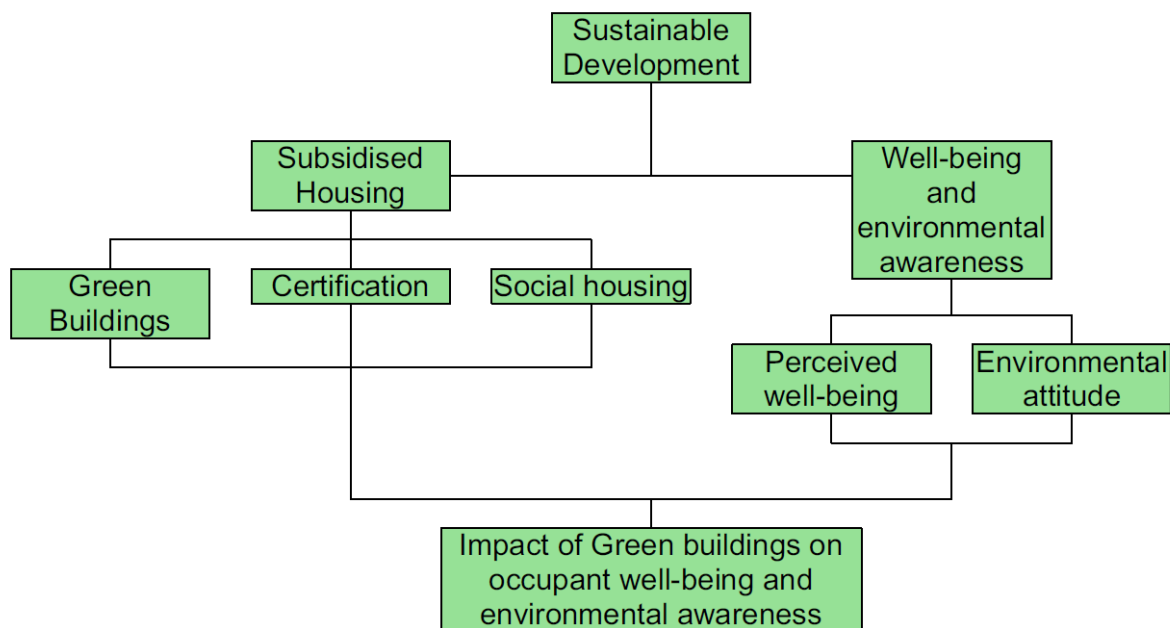 Sustainable
Development
Subsidised
Housing
Well-being
and
environmental
awareness
Green
Buildings
Certification
Social housing
Perceived
well-being
Environmental
attitude
Impact of Green buildings on
occupant well-being and
environmental awareness